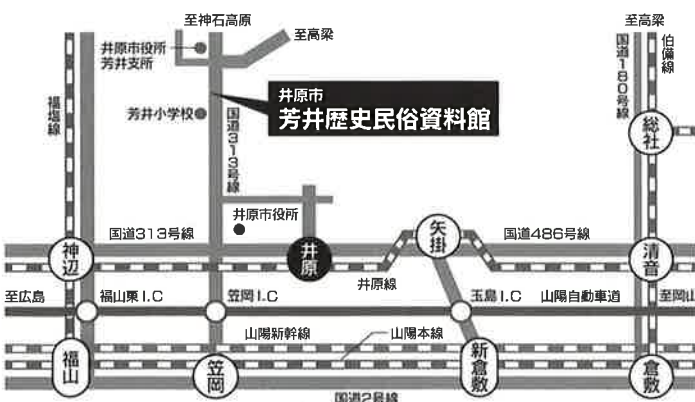 至神石高原
至高梁
至高梁
井原市役所
芳井支所
国道180号線
伯備線
井原市
芳井歴史民俗資料館
福塩線
芳井小学校
国道313号線
総社
井原市役所
矢掛
国道313号線
国道486号線
神辺
井原
清音
井原線
至広島
福山東I.C
笠岡I.C
玉島I.C
山陽自動車道
至岡山
山陽新幹線
山陽本線
福山
笠岡
新倉敷
倉敷
国道2号線